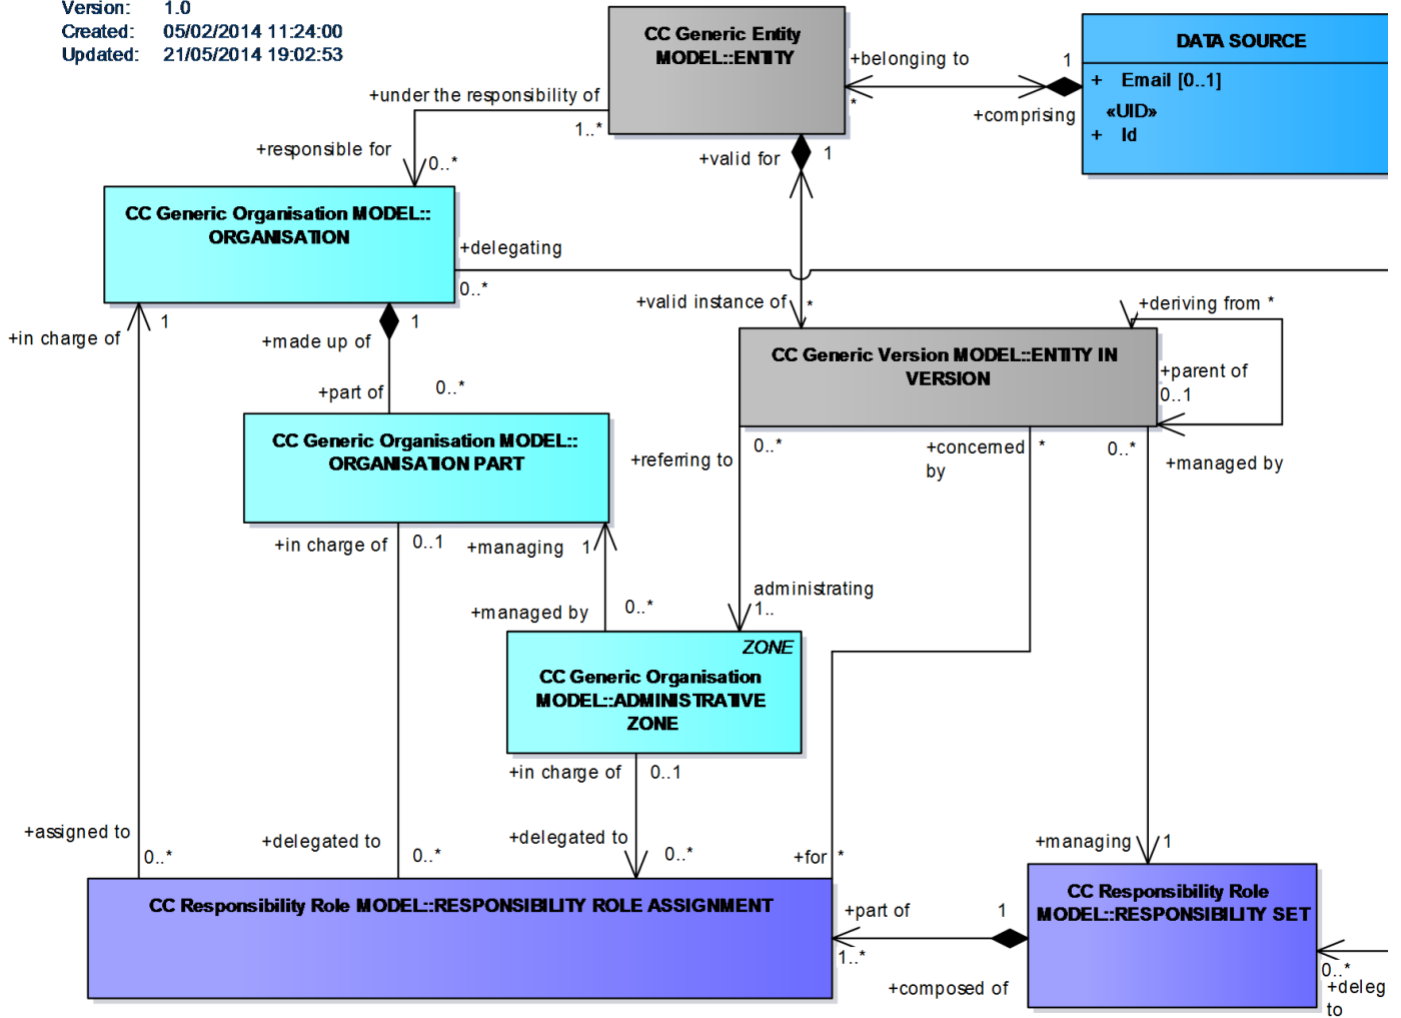 Version: 1.0
Created: 05/02/2014 11:24:00
Updated: 21/05/2014 19:02:53
CC Generic Entity
MODEL::ENTITY
DATA SOURCE
+ Email [0..1]
«UID»
+ Id
+belonging to
1
*
+comprising
+under the responsibility of
1..*
+responsible for
0..*
+valid for
1
CC Generic Organisation MODEL::
ORGANISATION
+delegating
0..*
+valid instance of
*
+deriving from *
+in charge of
1
+made up of
1
CC Generic Version MODEL::ENTITY IN
VERSION
+parent of
0..1
+part of
0..*
CC Generic Organisation MODEL::
ORGANISATION PART
+referring to
0..*
+concerned
by
*
0..*
+managed by
+in charge of
0..1
+managing
1
+managed by
0..*
administrating
1..
ZONE
CC Generic Organisation
MODEL::ADMINISTRATIVE
ZONE
+in charge of
0..1
+assigned to
0..*
+delegated to
0..*
+delegated to
0..*
+for
*
+managing
1
CC Responsibility Role MODEL::RESPONSIBILITY ROLE ASSIGNMENT
CC Responsibility Role
MODEL::RESPONSIBILITY SET
+part of
1
1..*
+composed of
0..*
+deleg
to